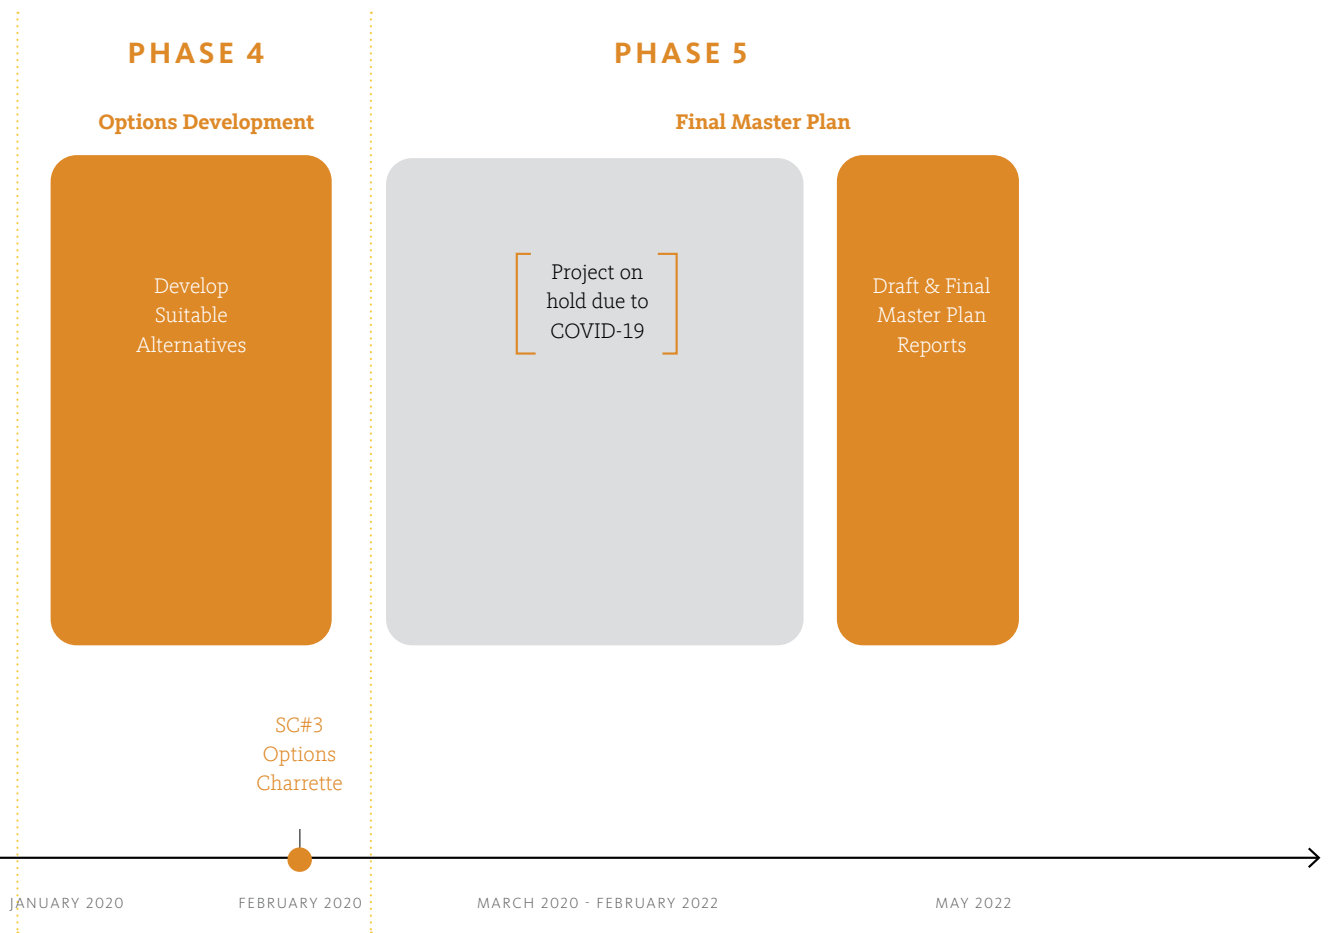 PHASE 4
PHASE 5
Options Development
Final Master Plan
Develop
Suitable
Alternatives
Project on
hold due to
COVID-19
Draft & Final
Master Plan
Reports
SC#3
Options
Charrette
JANUARY 2020
FEBRUARY 2020
MARCH 2020 - FEBRUARY 2022
MAY 2022